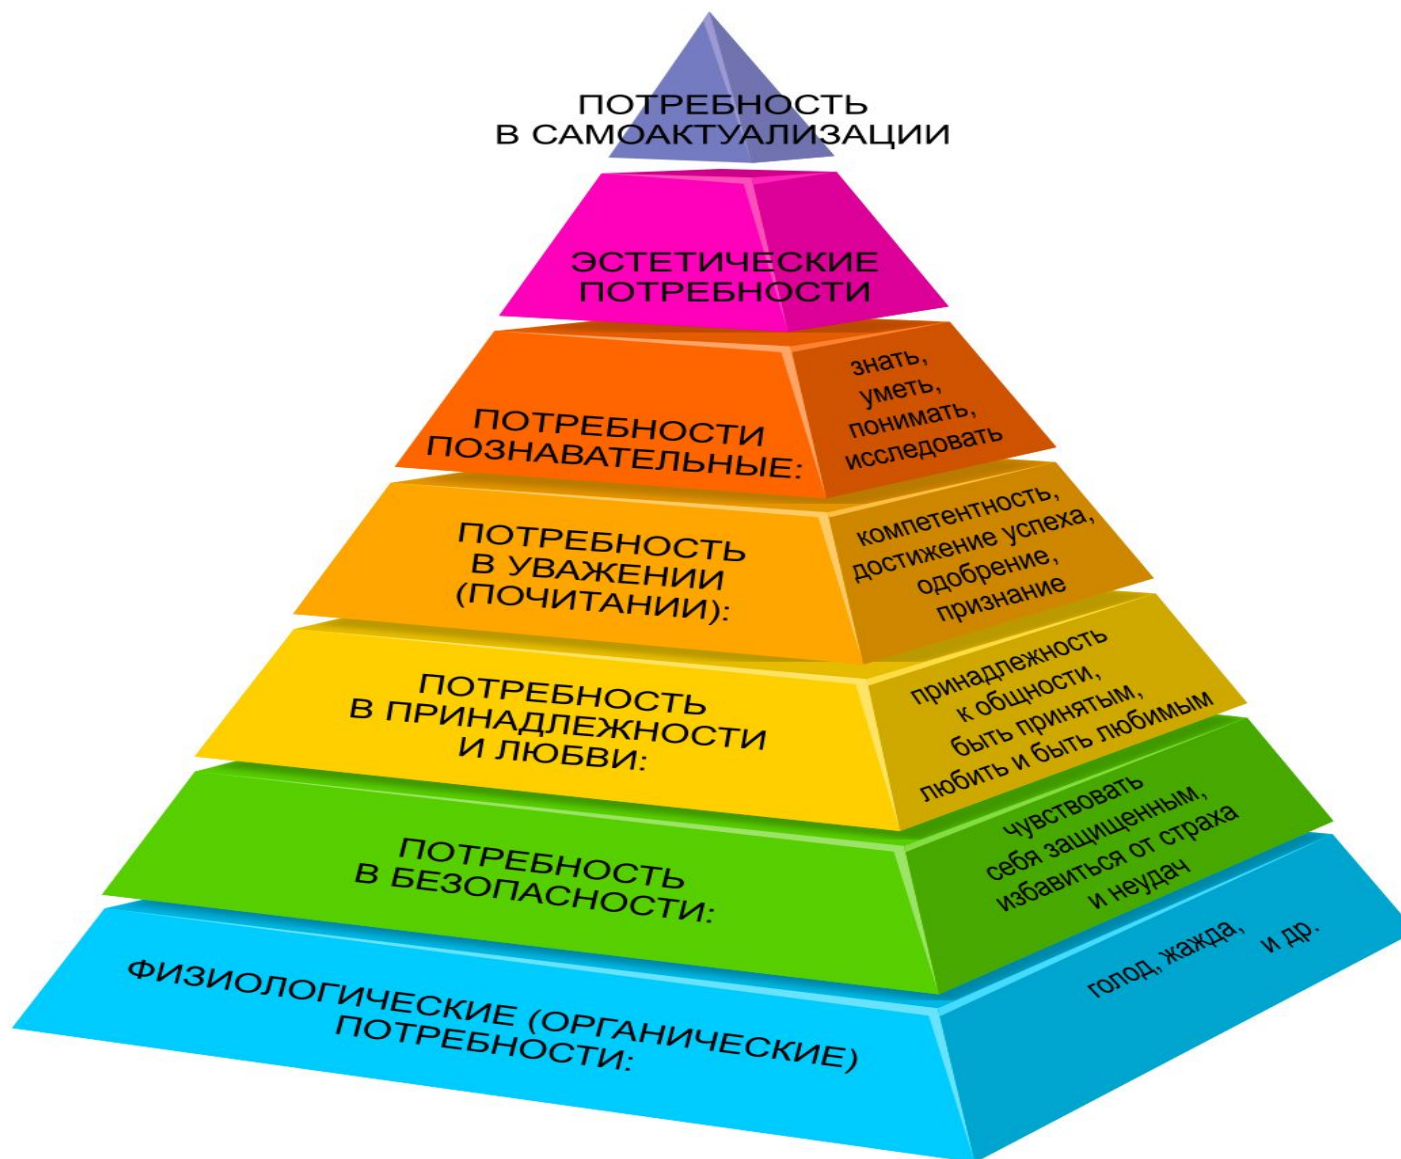 ПОТРЕБНОСТЬ
В САМОАКТУАЛИЗАЦИИ
ЭСТЕТИЧЕСКИЕ
ПОТРЕБНОСТИ
ПОТРЕБНОСТИ
ПОЗНАВАТЕЛЬНЫЕ:
знать,
уметь,
понимать,
исследовать
ПОТРЕБНОСТЬ
В УВАЖЕНИИ
(ПОЧИТАНИИ):
компетентность,
достижение успеха,
одобрение,
признание
ПОТРЕБНОСТЬ
В ПРИНАДЛЕЖНОСТИ
И ЛЮБВИ:
принадлежность
к общности,
быть принятым,
любить и быть любимым
ПОТРЕБНОСТЬ
В БЕЗОПАСНОСТИ:
чувствовать
себя защищенным,
избавиться от страха
и неудач
ФИЗИОЛОГИЧЕСКИЕ (ОРГАНИЧЕСКИЕ)
ПОТРЕБНОСТИ:
голод, жажда, и др.